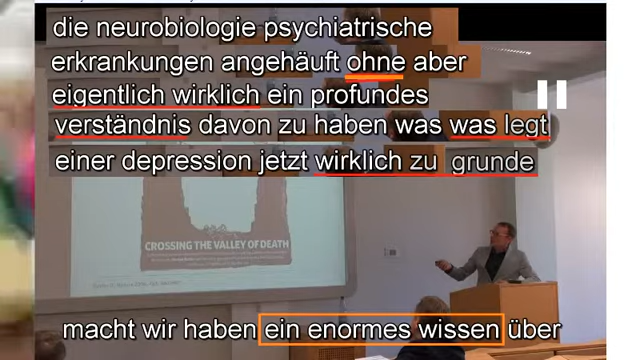 die neurobiologie psychiatrische
erkrankungen angehäuft ohne aber
eigentlich wirklich ein profundes
verständnis davon zu haben was was legt
einer depression jetzt wirklich zu grunde
CROSSING THE VALLEY OF DEATH
macht wir haben ein enormes wissen über